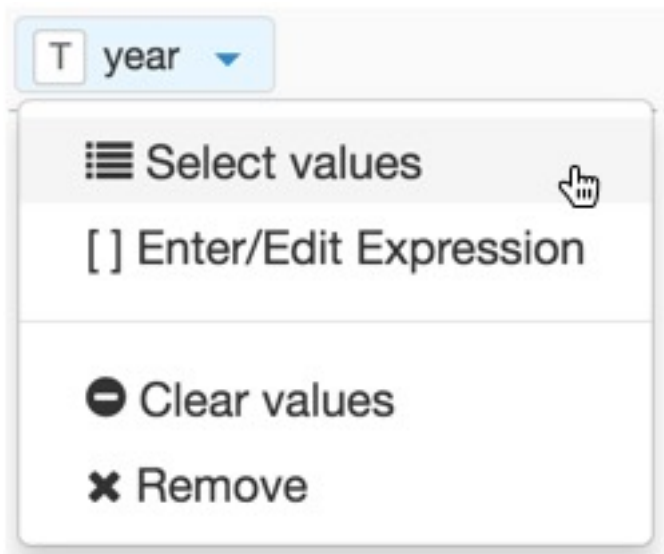 T year
Select values
[ ] Enter/Edit Expression
Clear values
Remove